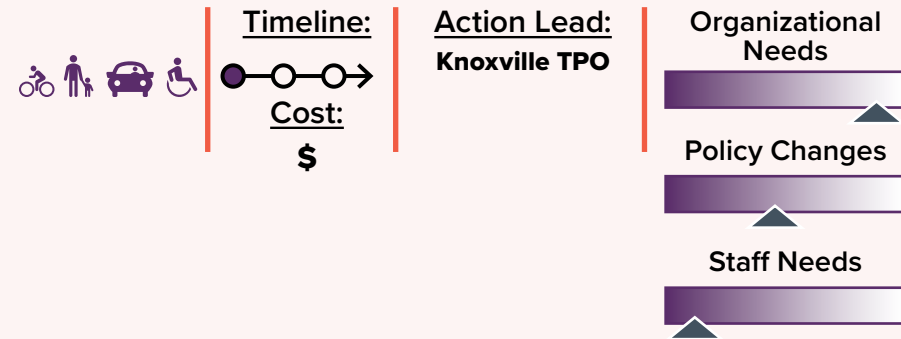 Timeline:
Cost:
$
Action Lead:
Knoxville TPO
Organizational
Needs
Policy Changes
Staff Needs